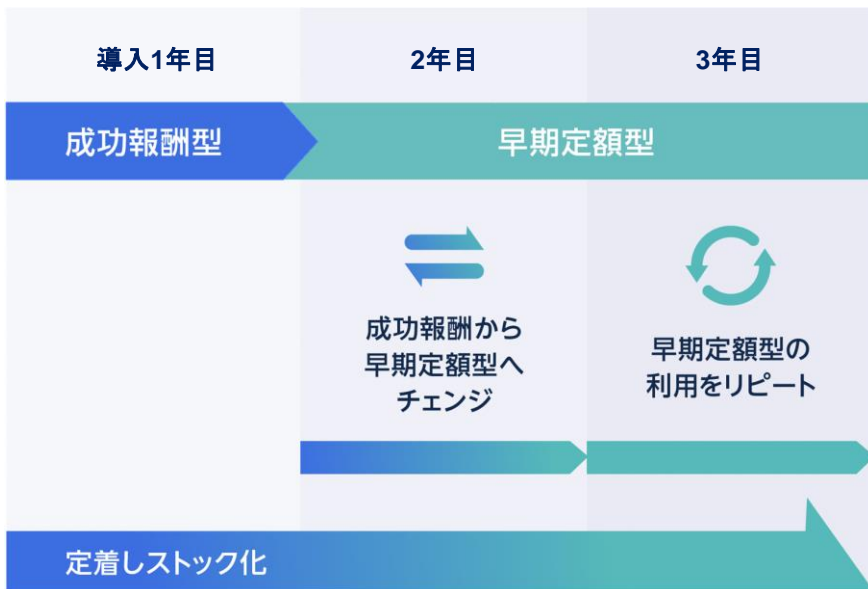 導入1年目
2年目
3年目
成功報酬型
早期定額型
成功報酬から
早期定額型へ
チェンジ
早期定額型の
利用をリピート
定着しストック化